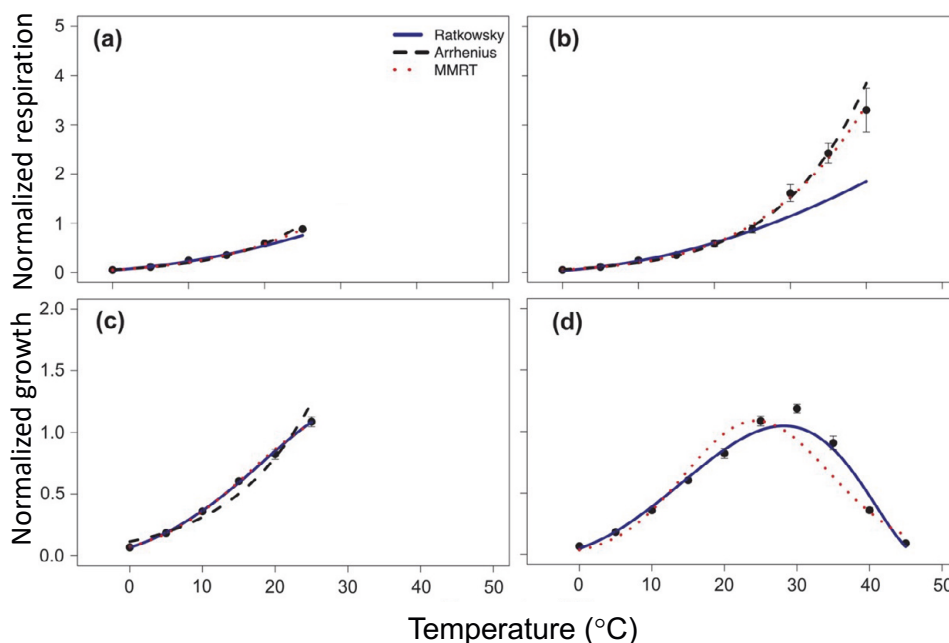 Normalized respiration
5
4
3
2
1
0
(a)
Ratkowsky
Arrhenius
MMRT
(b)
Normalized growth
2.0
1.5
1.0
0.5
0.0
(c)
(d)
0 10 20 30 40 50
0 10 20 30 40 50
Temperature (°C)